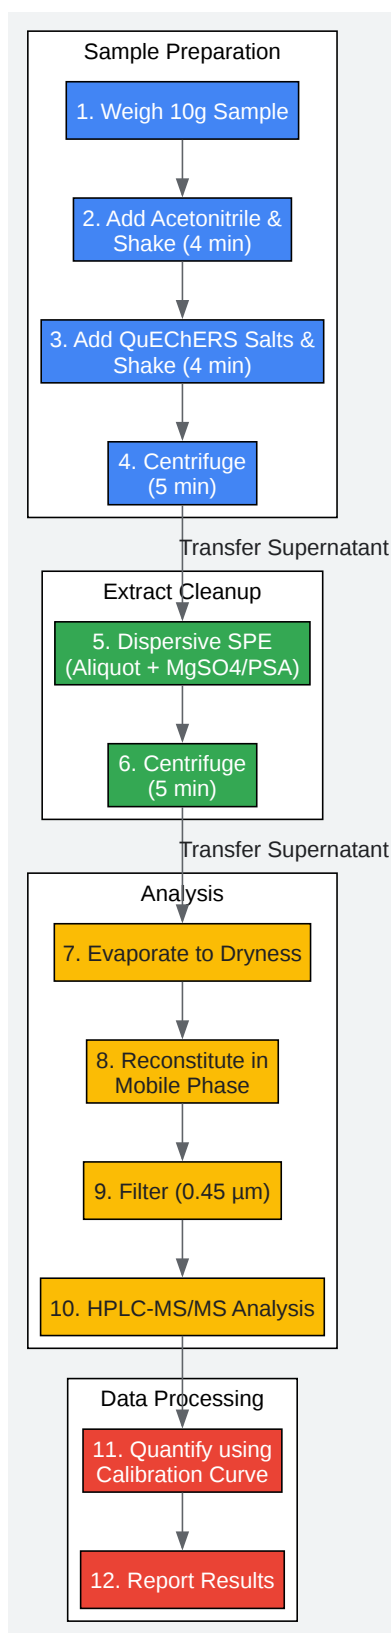 Sample Preparation
1. Weigh 10g Sample
2. Add Acetonitrile &
Shake (4 min)
3. Add QuEChERS Salts &
Shake (4 min)
4. Centrifuge
(5 min)
Transfer Supernatant
Extract Cleanup
5. Dispersive SPE
(Aliquot + MgSO4/PSA)
6. Centrifuge
(5 min)
Transfer Supernatant
Analysis
7. Evaporate to Dryness
8. Reconstitute in
Mobile Phase
9. Filter (0.45 µm)
10. HPLC-MS/MS Analysis
Data Processing
11. Quantify using
Calibration Curve
12. Report Results